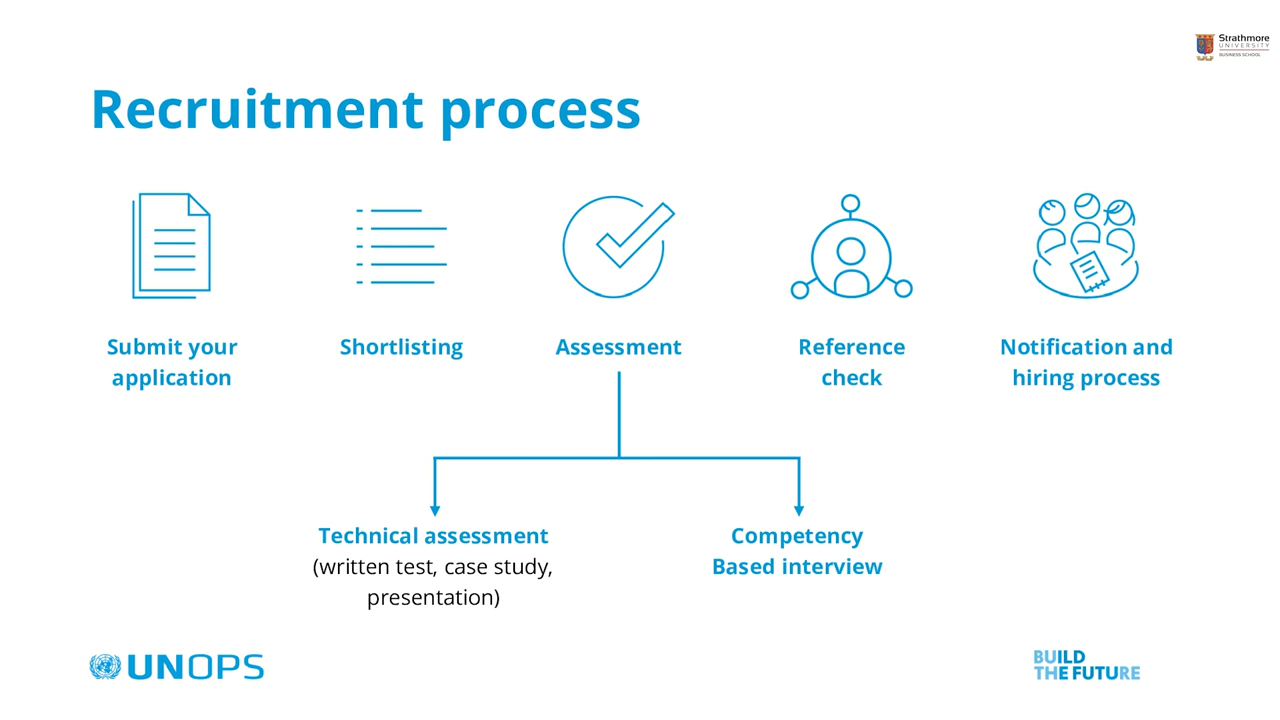 Strathmore
UNIVERSITY
BUSINESS SCHOOL
Recruitment process
Submit your
application
Shortlisting
Assessment
Reference
check
Notification and
hiring process
Technical assessment
(written test, case study,
presentation)
Competency
Based interview
UNOPS
BUILD
THE FUTURE